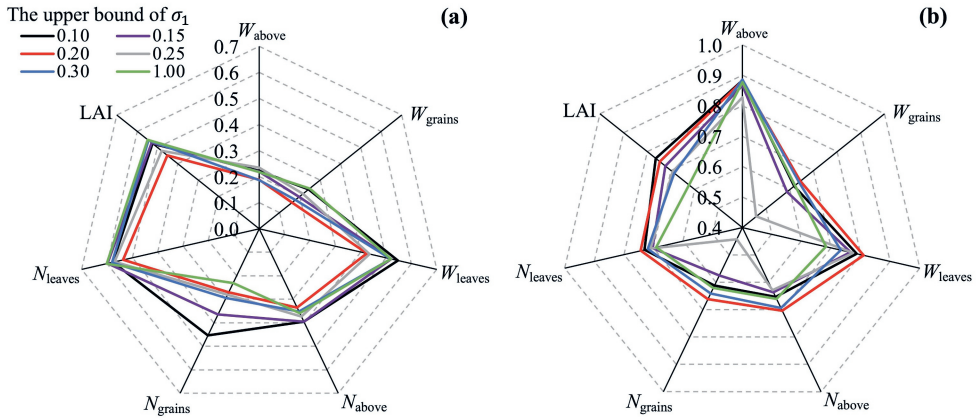 The upper bound of σ₁
0.10 0.15
0.20 0.25
0.30 1.00
(a)
W_above
0.7
0.6
0.5
0.4
0.3
0.2
0.1
0.0
W_grains
W_leaves
N_above
N_grains
N_leaves
LAI
(b)
W_above
1.0
0.9
0.8
0.7
0.6
0.5
0.4
W_grains
W_leaves
N_above
N_grains
N_leaves
LAI